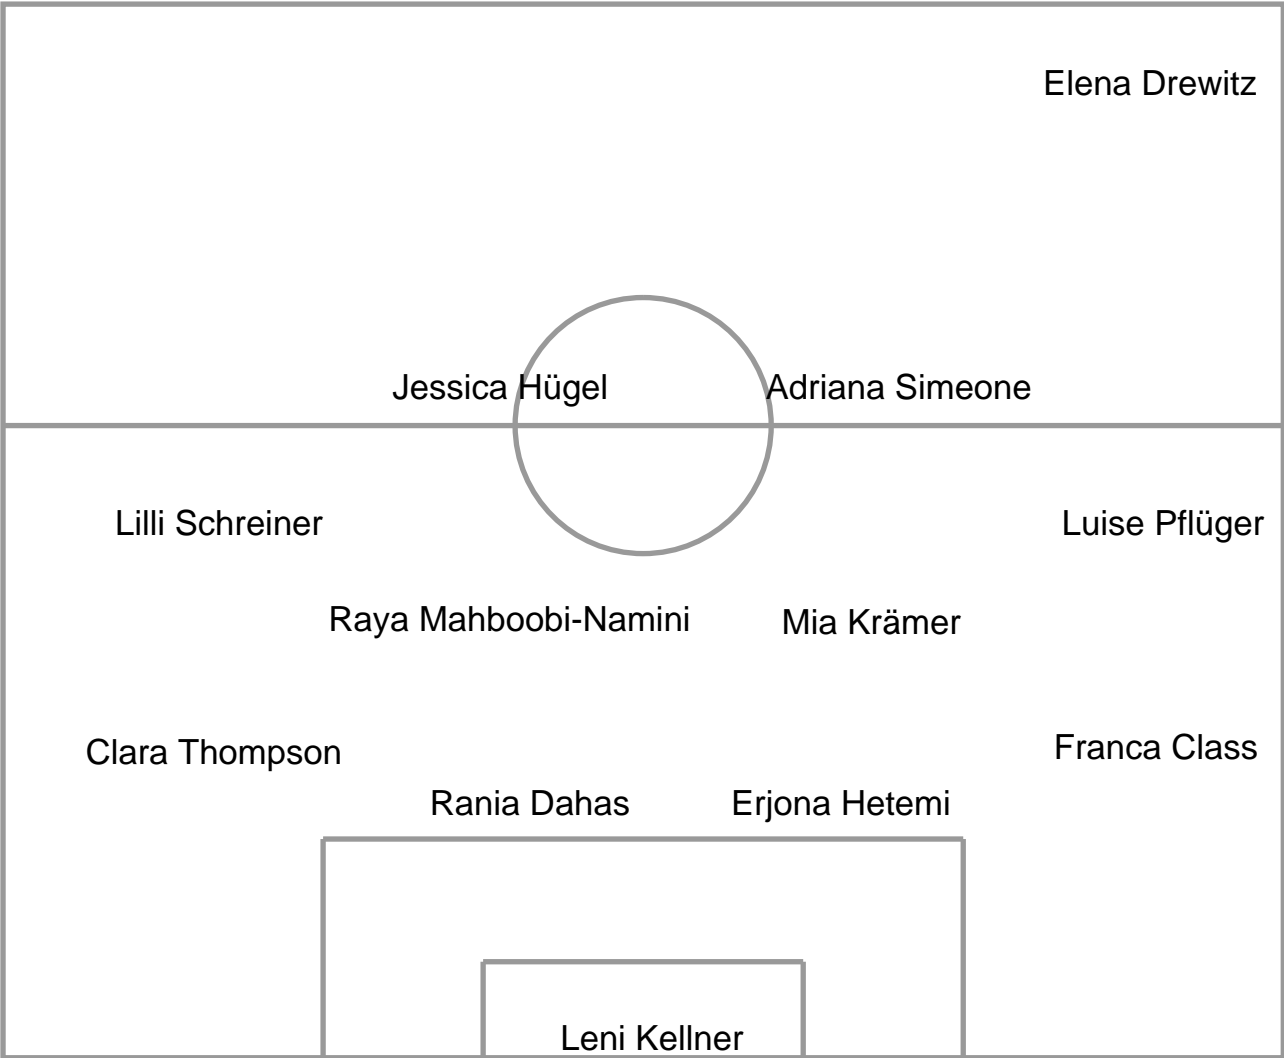 Elena Drewitz
Jessica Hügel
Adriana Simeone
Lilli Schreiner
Luise Pflüger
Raya Mahboobi-Namini
Mia Krämer
Clara Thompson
Franca Class
Rania Dahas
Erjona Hetemi
Leni Kellner